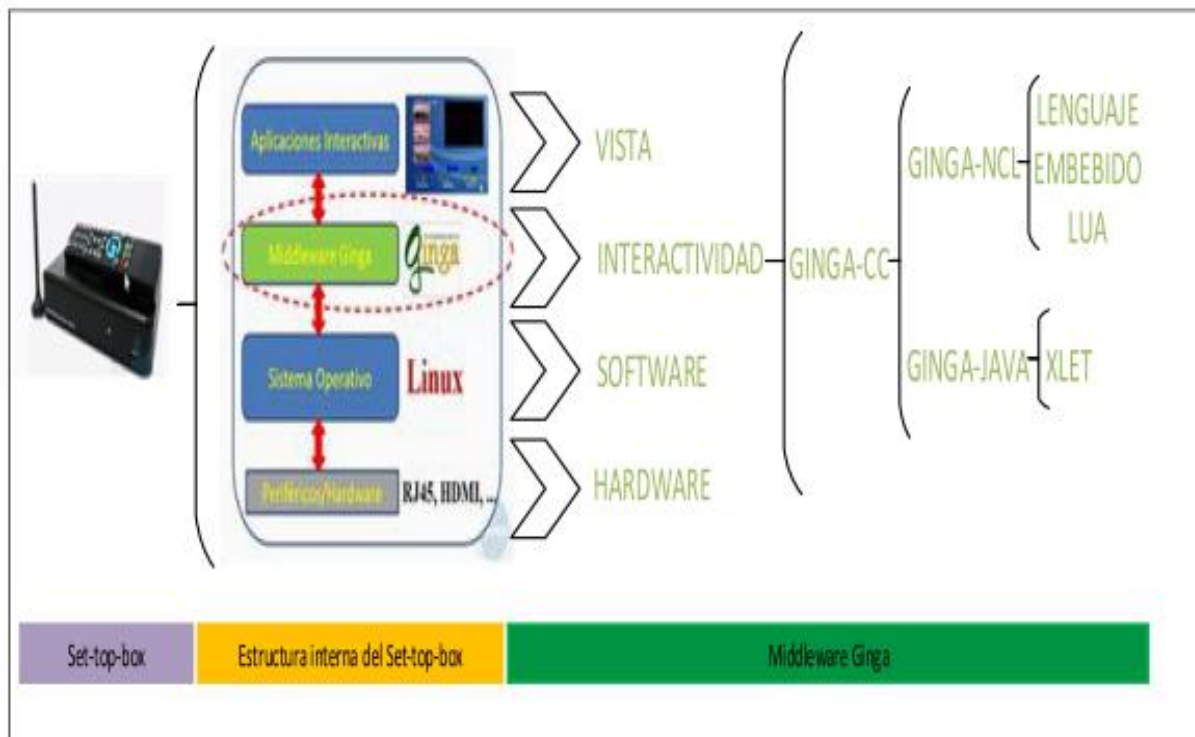 Aplicaciones Interactivas
VISTA
Middleware Ginga
ginga
INTERACTIVIDAD
Sistema Operativo
Linux
SOFTWARE
Periféricos/Hardware
RJ45, HDMI, ...
HARDWARE
GINGA-CC
GINGA-NCL
LENGUAJE
EMBEBIDO
LUA
GINGA-JAVA
XLET
Set-top-box
Estructura interna del Set-top-box
Middleware Ginga